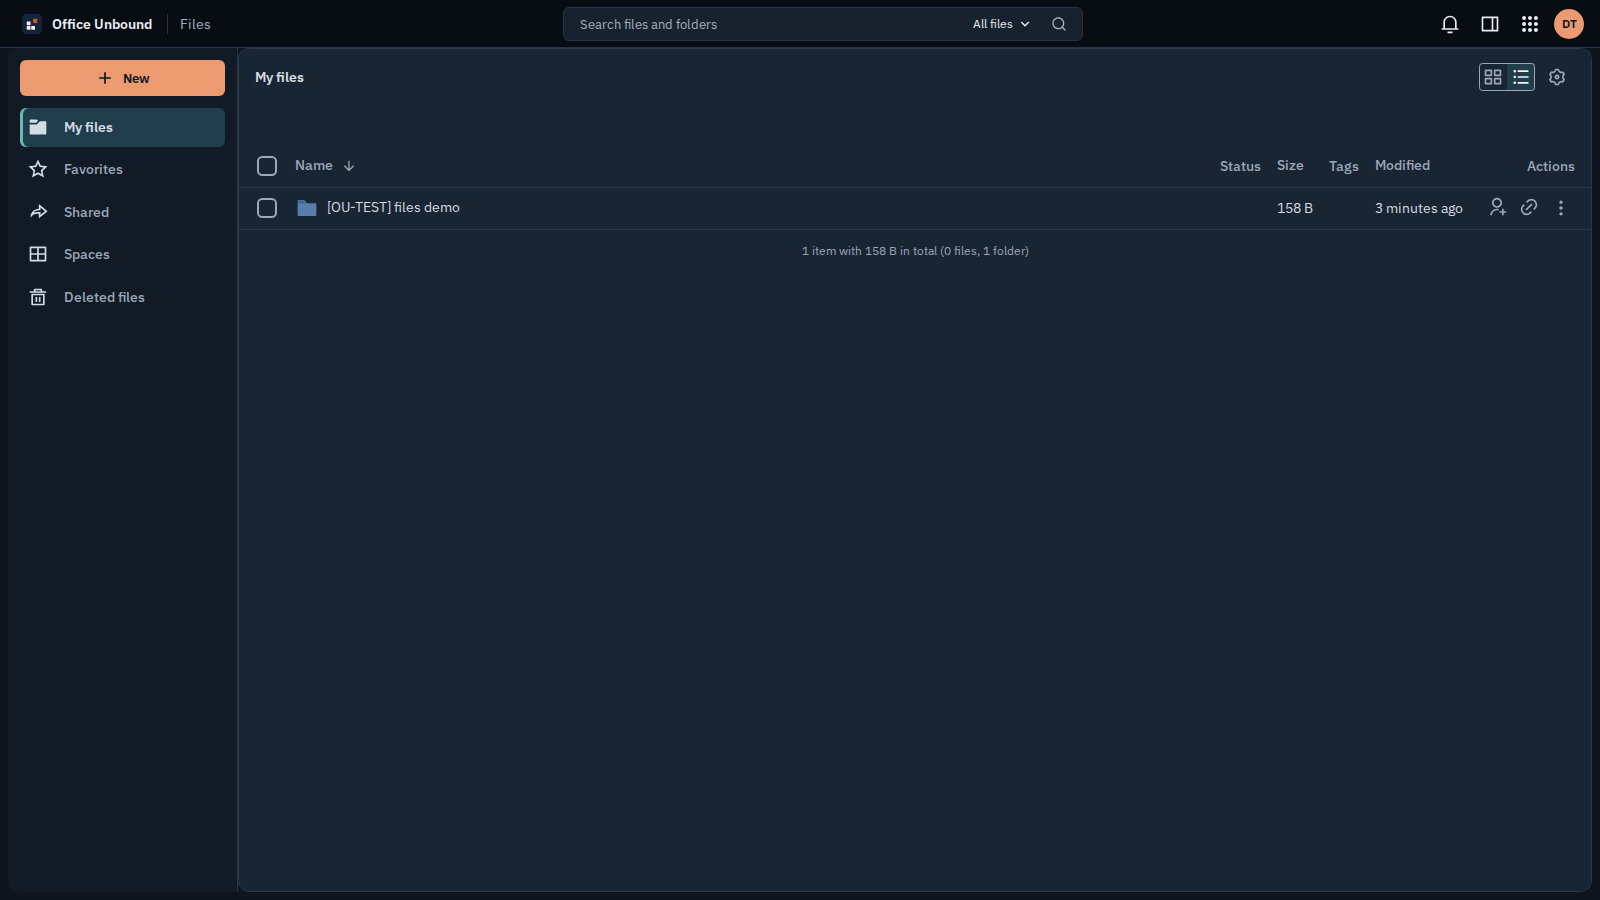 Office Unbound
Files
Search files and folders
All files
DT
New
My files
Favorites
Shared
Spaces
Deleted files
My files
Name
Status
Size
Tags
Modified
Actions
[OU-TEST] files demo
158 B
3 minutes ago
1 item with 158 B in total (0 files, 1 folder)